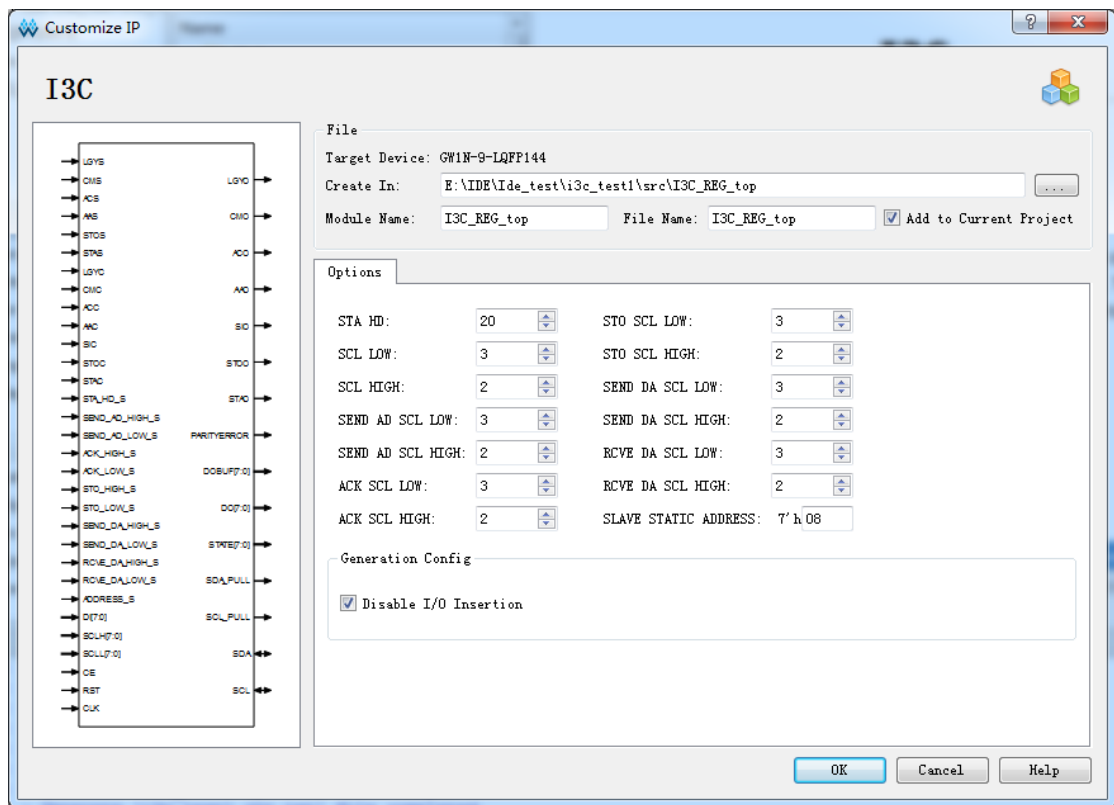 Customize IP
I3C
LGYS
CMS
ACS
AAS
STOS
STAS
LGYC
CMC
ACC
AAC
SIC
STOC
STAC
STA_HD_S
SEND_AD_HIGH_S
SEND_AD_LOW_S
ACK_HIGH_S
ACK_LOW_S
STO_HIGH_S
STO_LOW_S
SEND_DA_HIGH_S
SEND_DA_LOW_S
RCVE_DA_HIGH_S
RCVE_DA_LOW_S
ADDRESS_S
DI[7:0]
SCLH[7:0]
SCLL[7:0]
CE
RST
CLK
LGYO
CMO
ACO
AAO
SIO
STOO
STAO
PARITYERROR
DOBUF[7:0]
DO[7:0]
STATE[7:0]
SDA_PULL
SCL_PULL
SDA
SCL
File
Target Device: GW1N-9-LQFP144
Create In: E:\IDE\Ide_test\i3c_test1\src\I3C_REG_top ...
Module Name: I3C_REG_top File Name: I3C_REG_top Add to Current Project
Options
STA HD: 20 STO SCL LOW: 3
SCL LOW: 3 STO SCL HIGH: 2
SCL HIGH: 2 SEND DA SCL LOW: 3
SEND AD SCL LOW: 3 SEND DA SCL HIGH: 2
SEND AD SCL HIGH: 2 RCVE DA SCL LOW: 3
ACK SCL LOW: 3 RCVE DA SCL HIGH: 2
ACK SCL HIGH: 2 SLAVE STATIC ADDRESS: 7'h 08
Generation Config
Disable I/O Insertion
OK Cancel Help